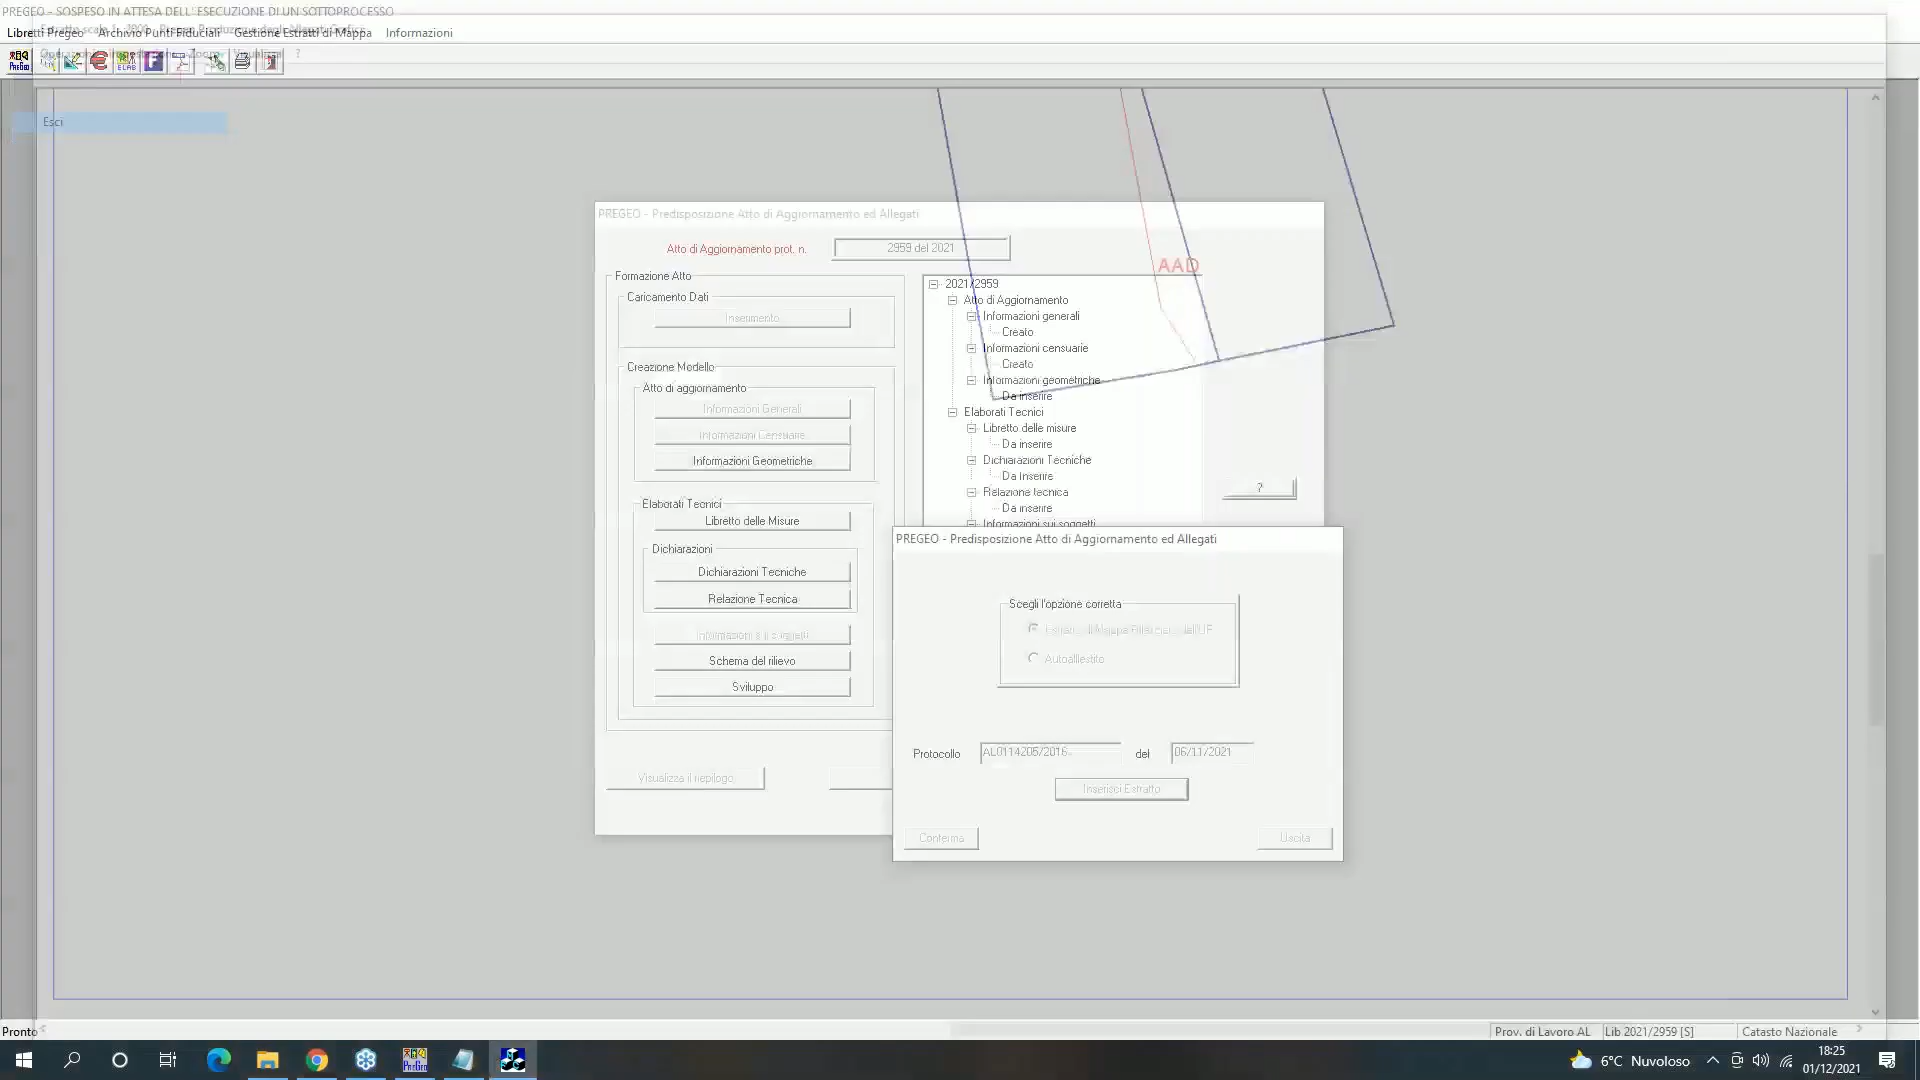 PREGEO - SOSPESO IN ATTESA DELL' ESECUZIONE DI UN SOTTOPROCESSO
Libretti Pregeo Archivio Punti Fiduciali Gestione Estratti di Mappa Informazioni
?
Esci
PREGEO - Predisposizione Atto di Aggiornamento ed Allegati
Atto di Aggiornamento prot. n. 2959 del 2021
AAD
Formazione Atto
Caricamento Dati
Inserimento
Creazione Modello
Atto di aggiornamento
Informazioni Generali
Informazioni Censuarie
Informazioni Geometriche
Elaborati Tecnici
Libretto delle Misure
Dichiarazioni
Dichiarazioni Tecniche
Relazione Tecnica
Informazioni sui soggetti
Schema del rilievo
Sviluppo
Visualizza il riepilogo
2021/2959
Atto di Aggiornamento
Informazioni generali
Creato
Informazioni censuarie
Creato
Informazioni geometriche
Da inserire
Elaborati Tecnici
Libretto delle misure
Da inserire
Dichiarazioni Tecniche
Da Inserire
Relazione tecnica
Da inserire
Informazioni sui soggetti
?
PREGEO - Predisposizione Atto di Aggiornamento ed Allegati
Scegli l'opzione corretta
Autoallestito
Protocollo AL0114205/2016 del 06/11/2021
Inserisci Estratto
Conferma Uscita
Pronto Prov. di Lavoro AL Lib 2021/2959 [S] Catasto Nazionale
6°C Nuvoloso
18:25
01/12/2021